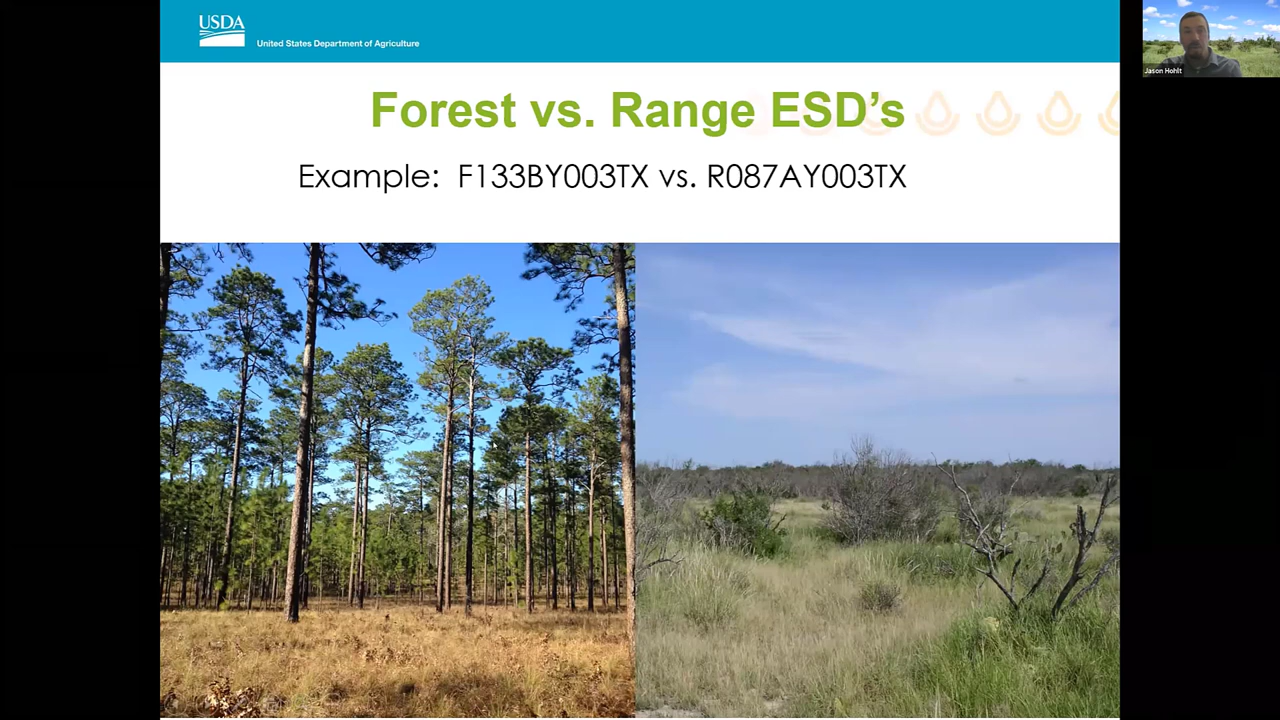 USDA
United States Department of Agriculture
Jason Hohlt
Forest vs. Range ESD's
Example: F133BY003TX vs. R087AY003TX